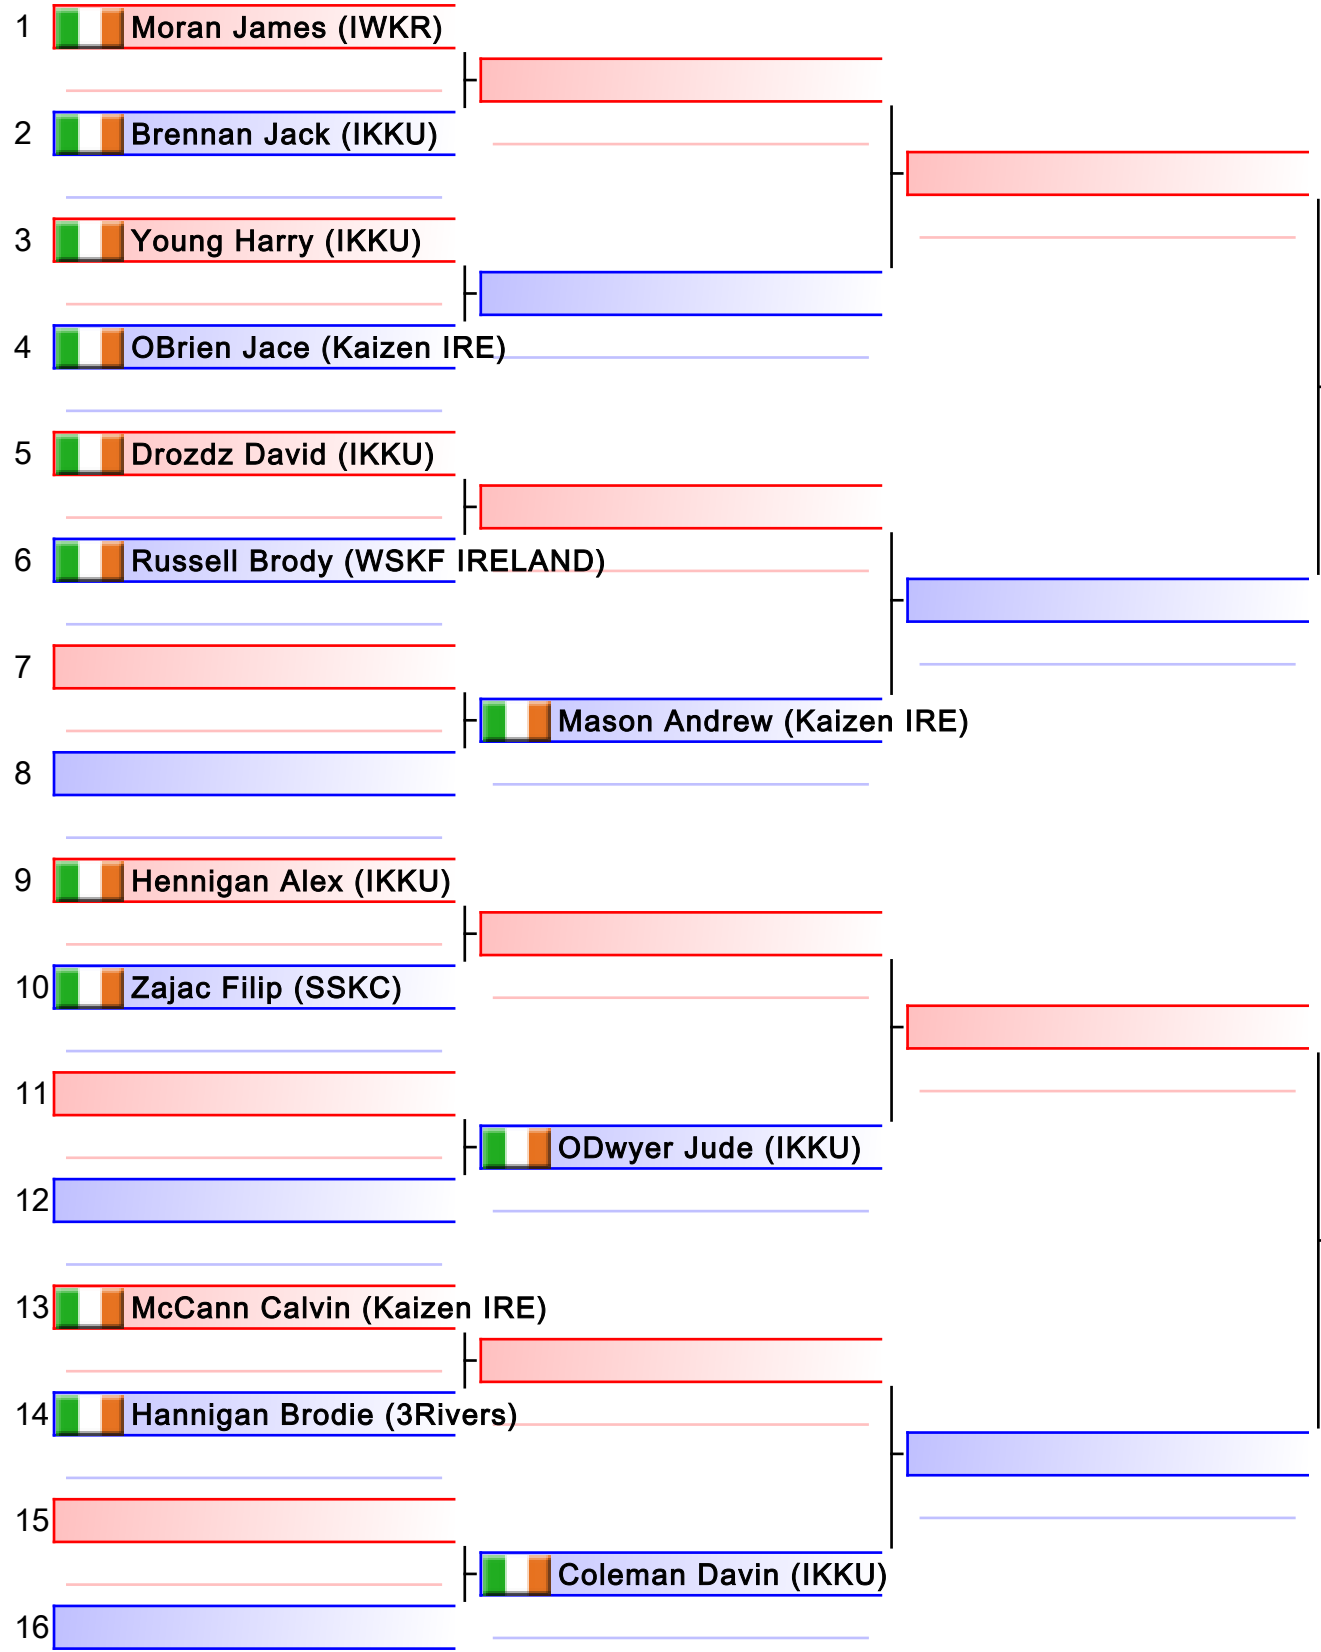 1 Moran James (IWKR)
2 Brennan Jack (IKKU)
3 Young Harry (IKKU)
4 OBrien Jace (Kaizen IRE)
5 Drozdz David (IKKU)
6 Russell Brody (WSKF IRELAND)
7
Mason Andrew (Kaizen IRE)
8
9 Hennigan Alex (IKKU)
10 Zajac Filip (SSKC)
11
ODwyer Jude (IKKU)
12
13 McCann Calvin (Kaizen IRE)
14 Hannigan Brodie (3Rivers)
15
Coleman Davin (IKKU)
16